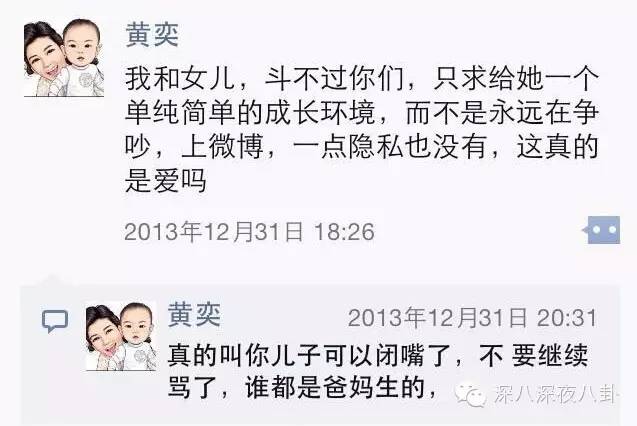 黄奕
我和女儿，斗不过你们，只求给她一个
单纯简单的成长环境，而不是永远在争
吵，上微博，一点隐私也没有，这真的
是爱吗
2013年12月31日 18:26
黄奕
2013年12月31日 20:31
真的叫你儿子可以闭嘴了，不 要继续
骂了，谁都是爸妈生的，
深八深夜八卦